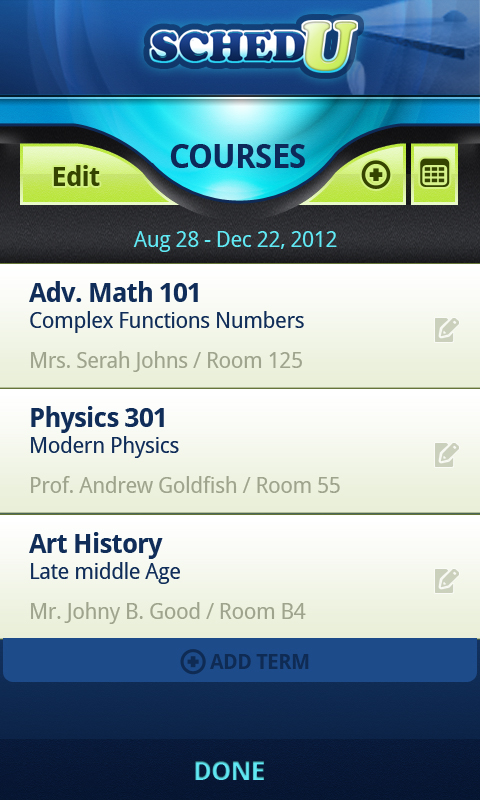 SCHEDU
COURSES
Edit
Aug 28 - Dec 22, 2012
Adv. Math 101
Complex Functions Numbers
Mrs. Serah Johns / Room 125
Physics 301
Modern Physics
Prof. Andrew Goldfish / Room 55
Art History
Late middle Age
Mr. Johny B. Good / Room B4
ADD TERM
DONE